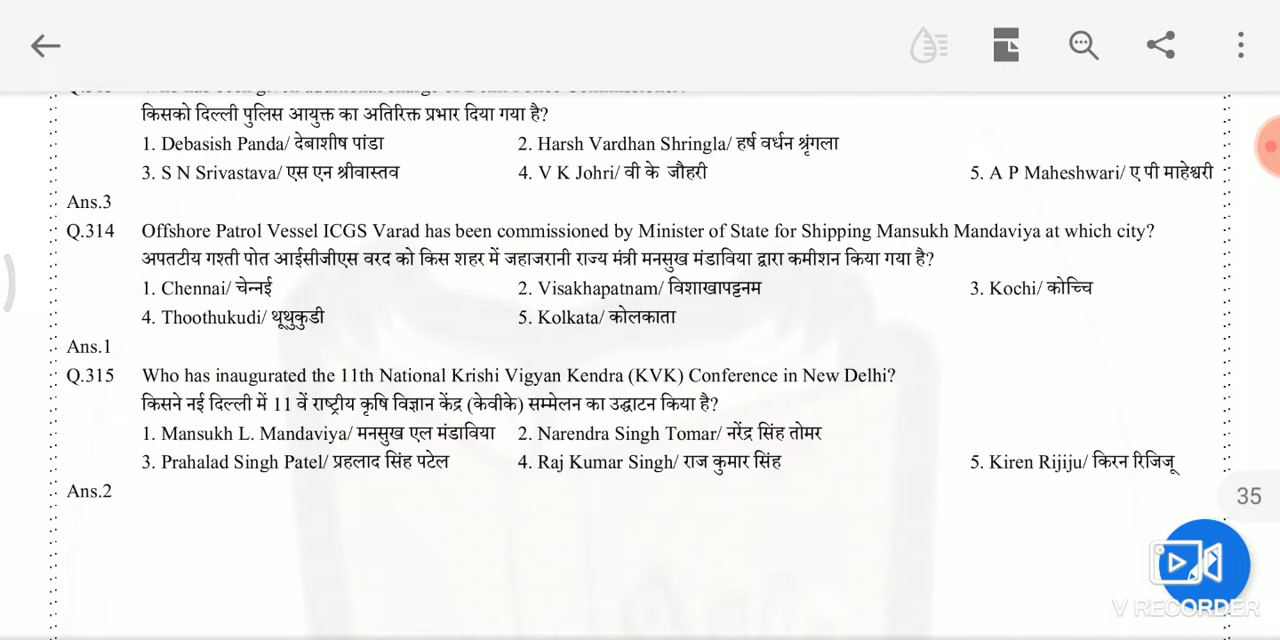 किसको दिल्ली पुलिस आयुक्त का अतिरिक्त प्रभार दिया गया है?
1. Debasish Panda/ देबाशीष पांडा 2. Harsh Vardhan Shringla/ हर्ष वर्धन श्रृंगला
3. S N Srivastava/ एस एन श्रीवास्तव 4. V K Johri/ वी के जौहरी 5. A P Maheshwari/ ए पी माहेश्वरी
Ans.3
Q.314 Offshore Patrol Vessel ICGS Varad has been commissioned by Minister of State for Shipping Mansukh Mandaviya at which city?
अपतटीय गश्ती पोत आईसीजीएस वरद को किस शहर में जहाजरानी राज्य मंत्री मनसुख मंडाविया द्वारा कमीशन किया गया है?
1. Chennai/ चेन्नई 2. Visakhapatnam/ विशाखापट्टनम 3. Kochi/ कोच्चि
4. Thoothukudi/ थूथुकुडी 5. Kolkata/ कोलकाता
Ans.1
Q.315 Who has inaugurated the 11th National Krishi Vigyan Kendra (KVK) Conference in New Delhi?
किसने नई दिल्ली में 11 वें राष्ट्रीय कृषि विज्ञान केंद्र (केवीके) सम्मेलन का उद्घाटन किया है?
1. Mansukh L. Mandaviya/ मनसुख एल मंडाविया 2. Narendra Singh Tomar/ नरेंद्र सिंह तोमर
3. Prahalad Singh Patel/ प्रहलाद सिंह पटेल 4. Raj Kumar Singh/ राज कुमार सिंह 5. Kiren Rijiju/ किरन रिजिजू
Ans.2
35
V RECORDER